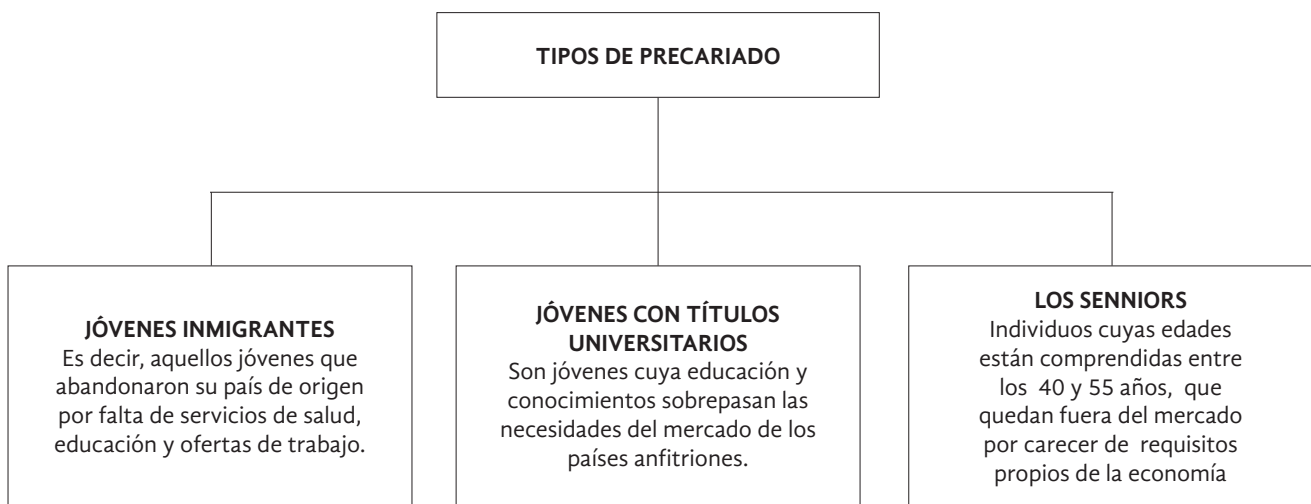 TIPOS DE PRECARIADO
JÓVENES INMIGRANTES
Es decir, aquellos jóvenes que
abandonaron su país de origen
por falta de servicios de salud,
educación y ofertas de trabajo.
JÓVENES CON TÍTULOS
UNIVERSITARIOS
Son jóvenes cuya educación y
conocimientos sobrepasan las
necesidades del mercado de los
países anfitriones.
LOS SENNIORS
Individuos cuyas edades
están comprendidas entre
los 40 y 55 años, que
quedan fuera del mercado
por carecer de requisitos
propios de la economía